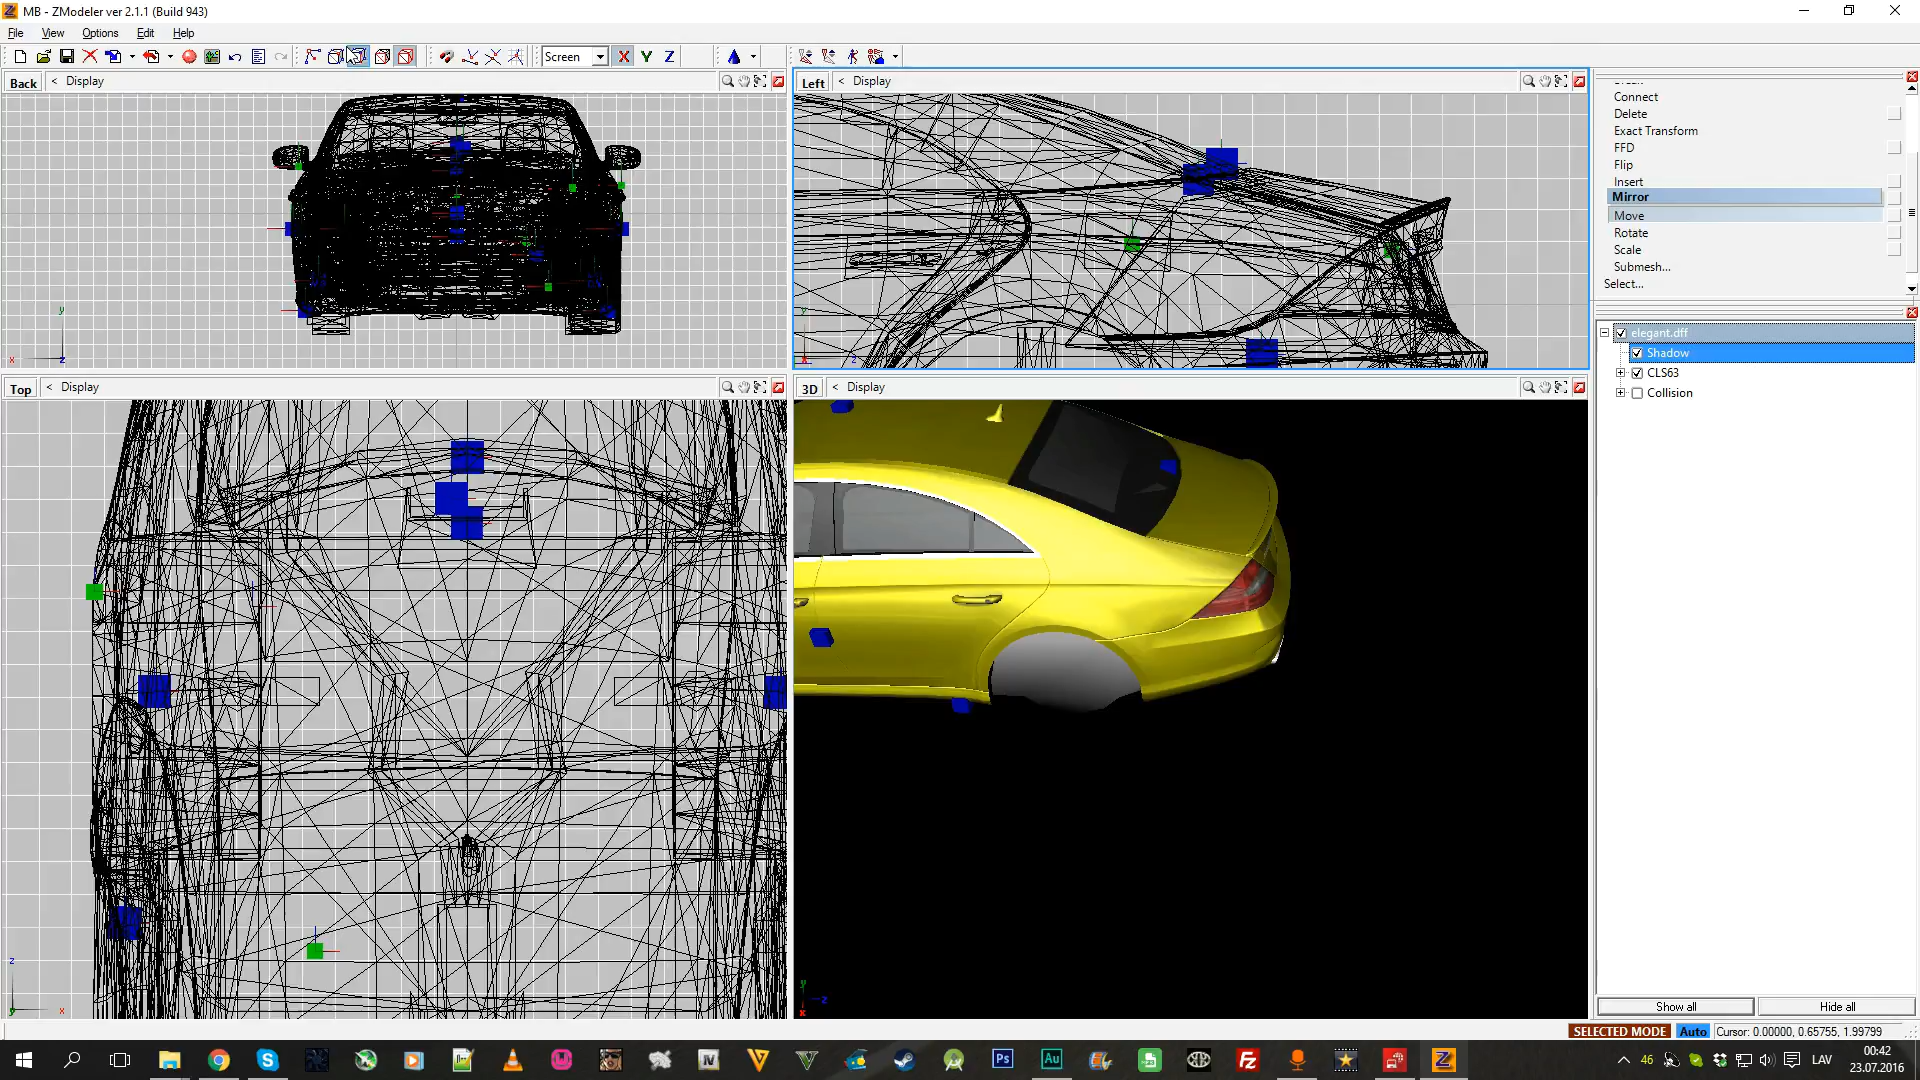 MB - ZModeler ver 2.1.1 (Build 943)
File View Options Edit Help
Screen X Y Z
Back < Display
Left < Display
Connect
Delete
Exact Transform
FFD
Flip
Insert
Mirror
Move
Rotate
Scale
Submesh...
Select...
elegant.dff
Shadow
CLS63
Collision
Top < Display
3D < Display
Show all Hide all
SELECTED MODE Auto Cursor: 0.00000, 0.65755, 1.99799
46 LAV 00:42
23.07.2016